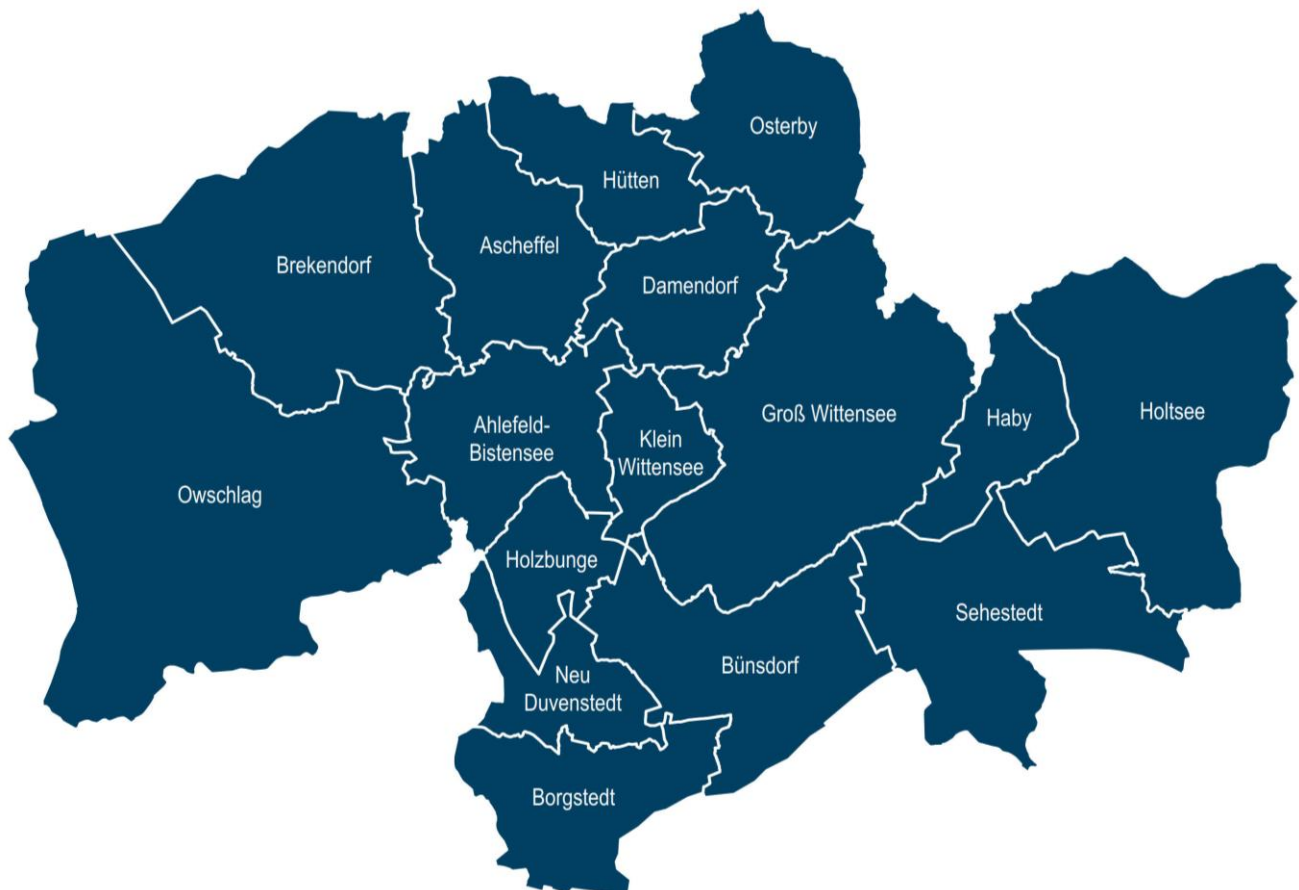 Osterby
Hütten
Ascheffel
Brekendorf
Damendorf
Groß Wittensee
Haby
Holtsee
Ahlefeld-
Bistensee
Klein
Wittensee
Owschlag
Holzbunge
Sehestedt
Bünsdorf
Neu
Duvenstedt
Borgstedt